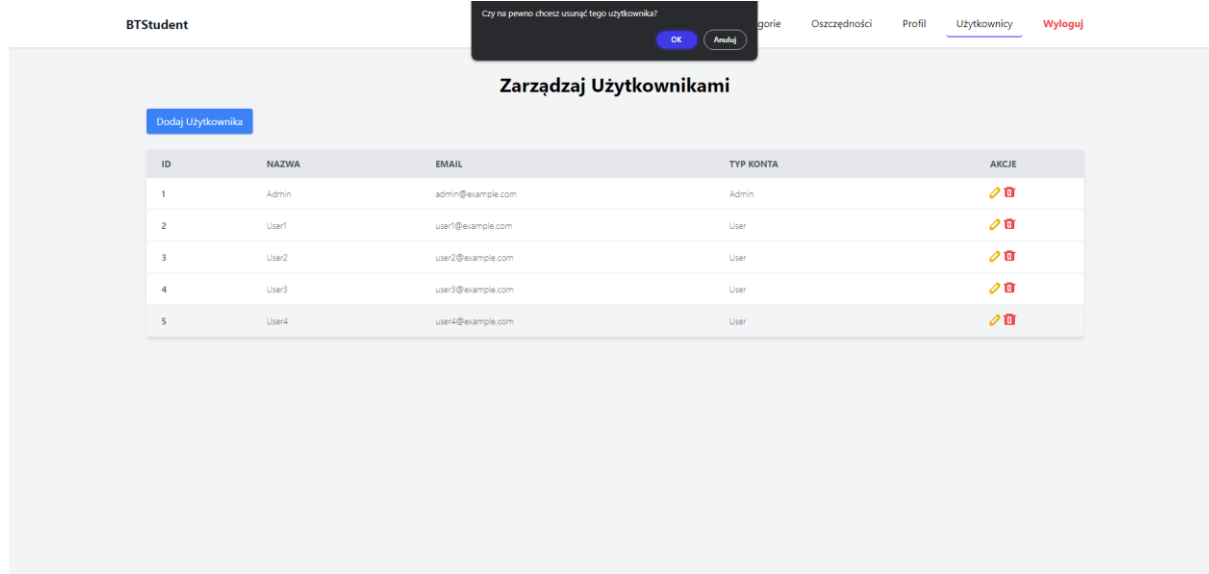 Czy na pewno chcesz usunąć tego użytkownika?
OK Anuluj
BTStudent gorie Oszczędności Profil Użytkownicy Wyloguj
Zarządzaj Użytkownikami
Dodaj Użytkownika
ID NAZWA EMAIL TYP KONTA AKCJE
1 Admin admin@example.com Admin
2 User1 user1@example.com User
3 User2 user2@example.com User
4 User3 user3@example.com User
5 User4 user4@example.com User